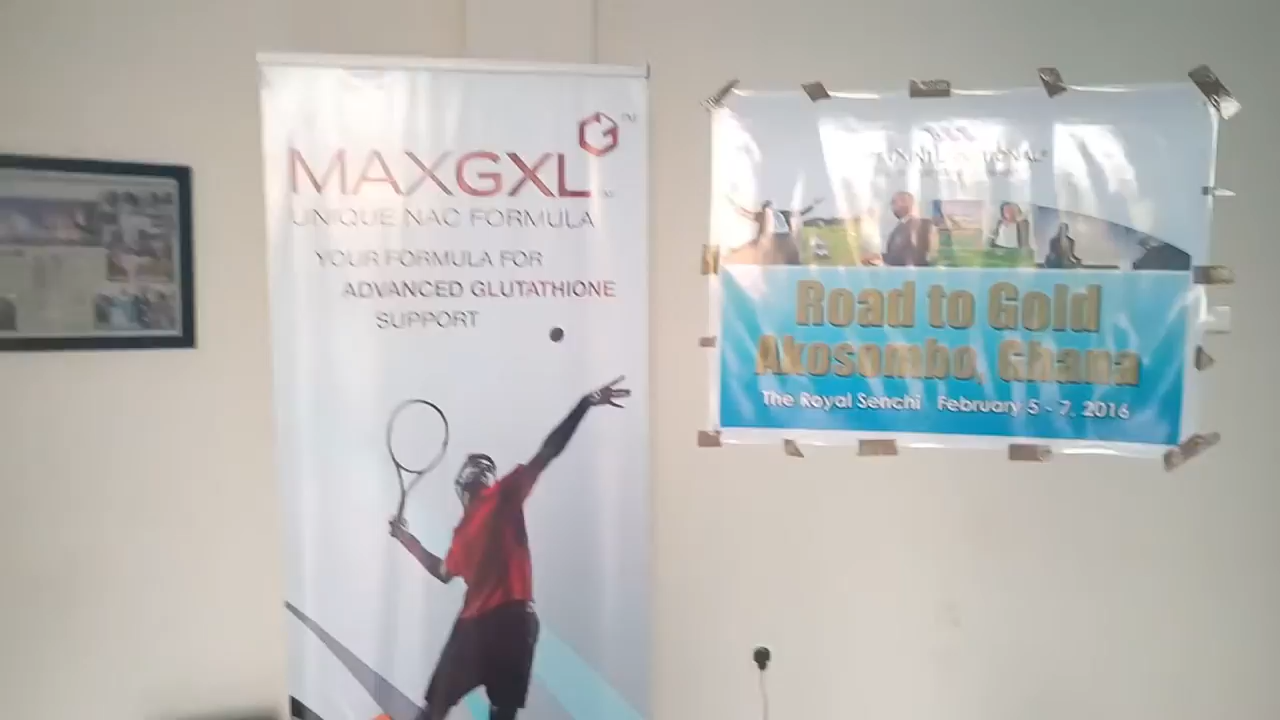 MAXGXL
UNIQUE NAC FORMULA
YOUR FORMULA FOR
ADVANCED GLUTATHIONE
SUPPORT
Road to Gold
Akosombo, Ghana
The Royal Senchi February 5 - 7, 2016